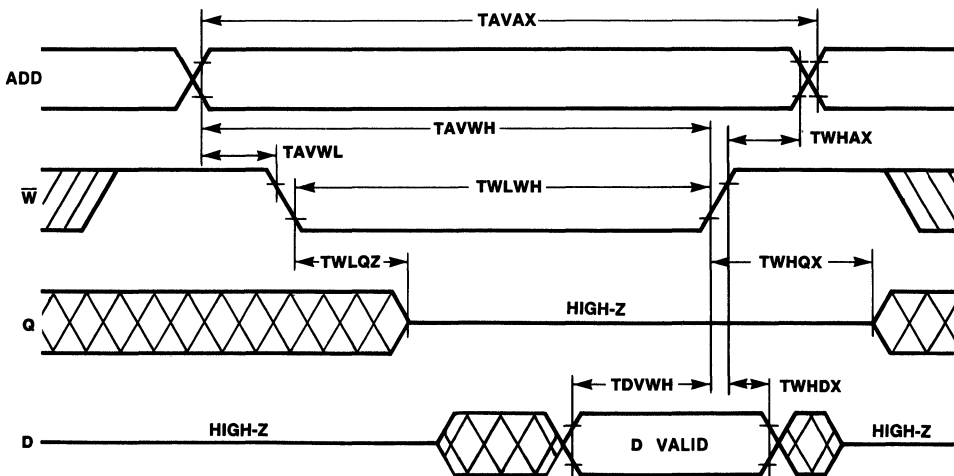 TAVAX
ADD
TAVWH
TWHAX
TAVWL
W̅
TWLWH
TWLQZ
TWHQX
Q
HIGH-Z
TDVWH
TWHDX
D
HIGH-Z
D VALID
HIGH-Z